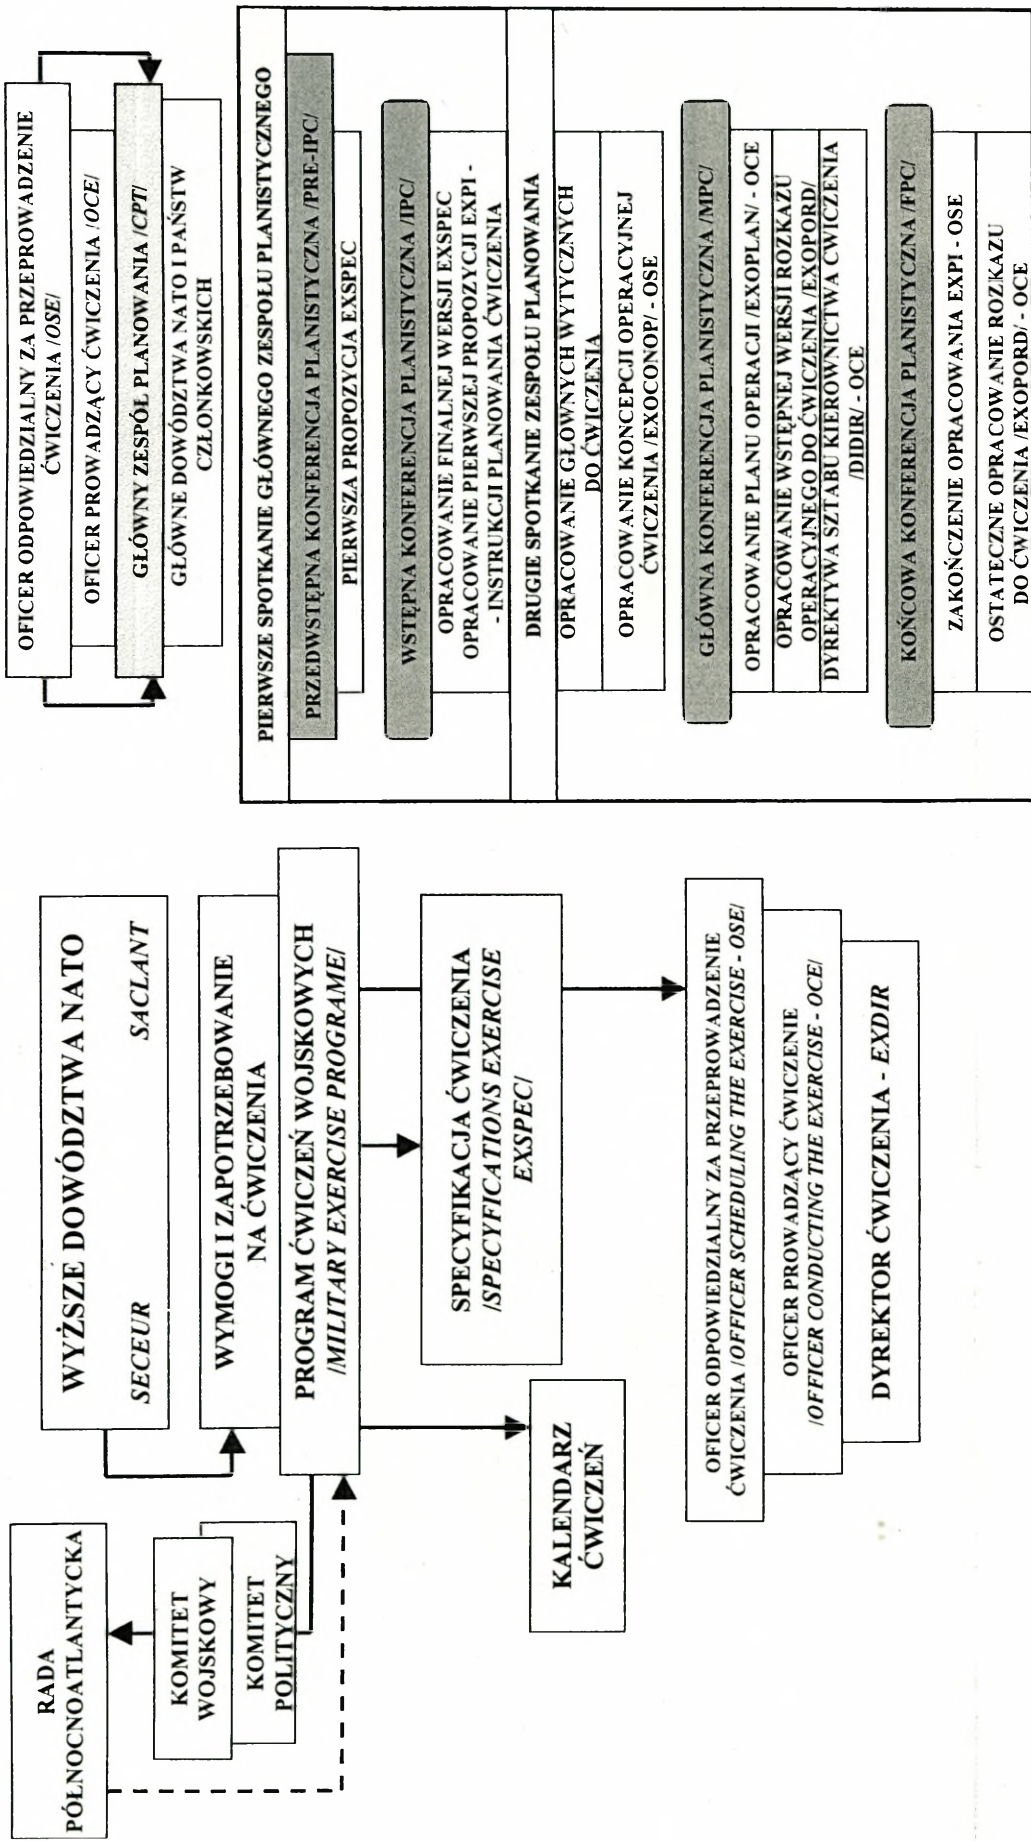 RADA
PÓŁNOCNOATLANTYCKA
KOMITET
WOJSKOWY
KOMITET
POLITYCZNY
WYŻSZE DOWÓDZTWA NATO
SECEUR SACLANT
WYMOGI I ZAPOTRZEBOWANIE
NA ĆWICZENIA
PROGRAM ĆWICZEŃ WOJSKOWYCH
/MILITARY EXERCISE PROGRAME/
KALENDARZ
ĆWICZEŃ
SPECYFIKACJA ĆWICZENIA
/SPECYFICATIONS EXERCISE
EXSPEC/
OFICER ODPOWIEDZIALNY ZA PRZEPROWADZENIE
ĆWICZENIA /OFFICER SCHEDULING THE EXERCISE - OSE/
OFICER PROWADZĄCY ĆWICZENIE
/OFFICER CONDUCTING THE EXERCISE - OCE/
DYREKTOR ĆWICZENIA - EXDIR
OFICER ODPOWIEDZIALNY ZA PRZEPROWADZENIE
ĆWICZENIA /OSE/
OFICER PROWADZĄCY ĆWICZENIA /OCE/
GŁÓWNY ZESPÓŁ PLANOWANIA /CPT/
GŁÓWNE DOWÓDZTWA NATO I PAŃSTW
CZŁONKOWSKICH
PIERWSZE SPOTKANIE GŁÓWNEGO ZESPOŁU PLANISTYCZNEGO
PRZEDWSTĘPNA KONFERENCJA PLANISTYCZNA /PRE-IPC/
PIERWSZA PROPOZYCJA EXSPEC
WSTĘPNA KONFERENCJA PLANISTYCZNA /IPC/
OPRACOWANIE FINALNEJ WERSJI EXSPEC
OPRACOWANIE PIERWSZEJ PROPOZYCJI EXPI -
- INSTRUKCJI PLANOWANIA ĆWICZENIA
DRUGIE SPOTKANIE ZESPOŁU PLANOWANIA
OPRACOWANIE GŁÓWNYCH WYTYCZNYCH
DO ĆWICZENIA
OPRACOWANIE KONCEPCJI OPERACYJNEJ
ĆWICZENIA /EXOCONOP/ - OSE
GŁÓWNA KONFERENCJA PLANISTYCZNA /MPC/
OPRACOWANIE PLANU OPERACJI /EXOPLAN/ - OCE
OPRACOWANIE WSTĘPNEJ WERSJI ROZKAZU
OPERACYJNEGO DO ĆWICZENIA /EXOPORD/
DYREKTYWA SZTABU KIEROWNICTWA ĆWICZENIA
/DIDIR/ - OCE
KOŃCOWA KONFERENCJA PLANISTYCZNA /FPC/
ZAKOŃCZENIE OPRACOWANIA EXPI - OSE
OSTATECZNE OPRACOWANIE ROZKAZU
DO ĆWICZENIA /EXOPORD/ - OCE